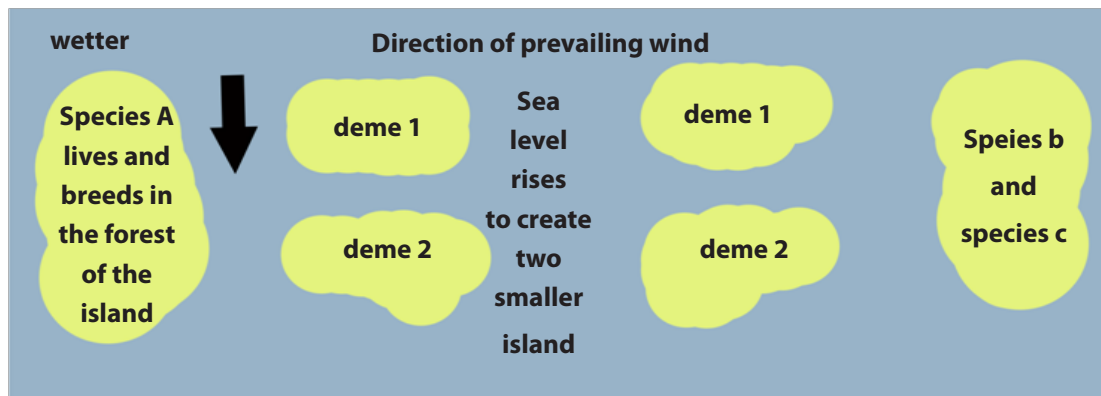 wetter
Direction of prevailing wind
Species A
lives and
breeds in
the forest
of the
island
deme 1
deme 2
Sea
level
rises
to create
two
smaller
island
deme 1
deme 2
Speies b
and
species c